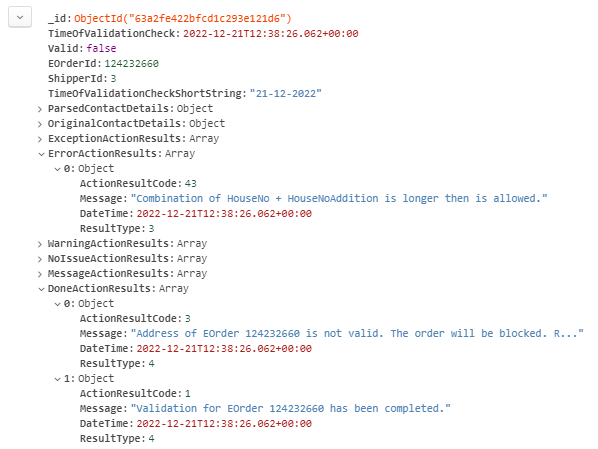 _id: ObjectId("63a2fe422bfcd1c293e121d6")
TimeOfValidationCheck: 2022-12-21T12:38:26.062+00:00
Valid: false
EOrderId: 124232660
ShipperId: 3
TimeOfValidationCheckShortString: "21-12-2022"
ParsedContactDetails: Object
OriginalContactDetails: Object
ExceptionActionResults: Array
ErrorActionResults: Array
0: Object
ActionResultCode: 43
Message: "Combination of HouseNo + HouseNoAddition is longer then is allowed."
DateTime: 2022-12-21T12:38:26.062+00:00
ResultType: 3
WarningActionResults: Array
NoIssueActionResults: Array
MessageActionResults: Array
DoneActionResults: Array
0: Object
ActionResultCode: 3
Message: "Address of EOrder 124232660 is not valid. The order will be blocked. R..."
DateTime: 2022-12-21T12:38:26.062+00:00
ResultType: 4
1: Object
ActionResultCode: 1
Message: "Validation for EOrder 124232660 has been completed."
DateTime: 2022-12-21T12:38:26.062+00:00
ResultType: 4